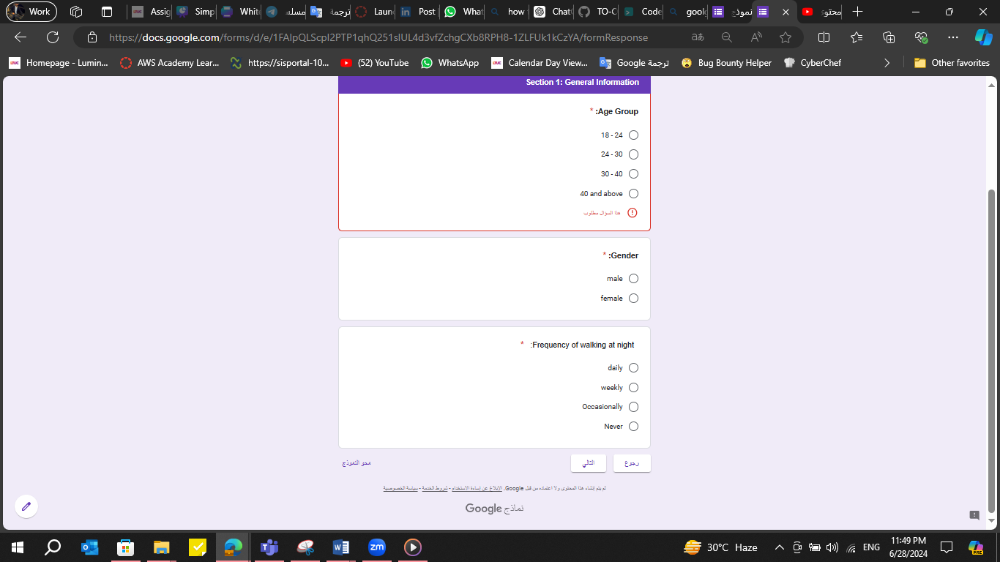 Work
Assig
Simp
Whit
مسله
ترجمة
Laun
Post
What
how
ChatG
TO-C
Code
goolg
نموذج
محتوى
https://docs.google.com/forms/d/e/1FAIpQLScpI2PTP1qhQ251slUL4d3vfZchgCXb8RPH8-1ZLFUk1kCzYA/formResponse
Homepage - Lumin...
AWS Academy Lear...
https://sisportal-10...
(52) YouTube
WhatsApp
Calendar Day View...
Google ترجمة
Bug Bounty Helper
CyberChef
Other favorites
Section 1: General Information
Age Group: *
18 - 24
24 - 30
30 - 40
40 and above
هذا السؤال مطلوب
Gender: *
male
female
Frequency of walking at night: *
daily
weekly
Occasionally
Never
رجوع
التالي
محو النموذج
لم يتم إنشاء هذا المحتوى ولا اعتماده من قبل Google. الإبلاغ عن إساءة الاستخدام - شروط الخدمة - سياسة الخصوصية
نماذج Google
30°C Haze
ENG
11:49 PM
6/28/2024